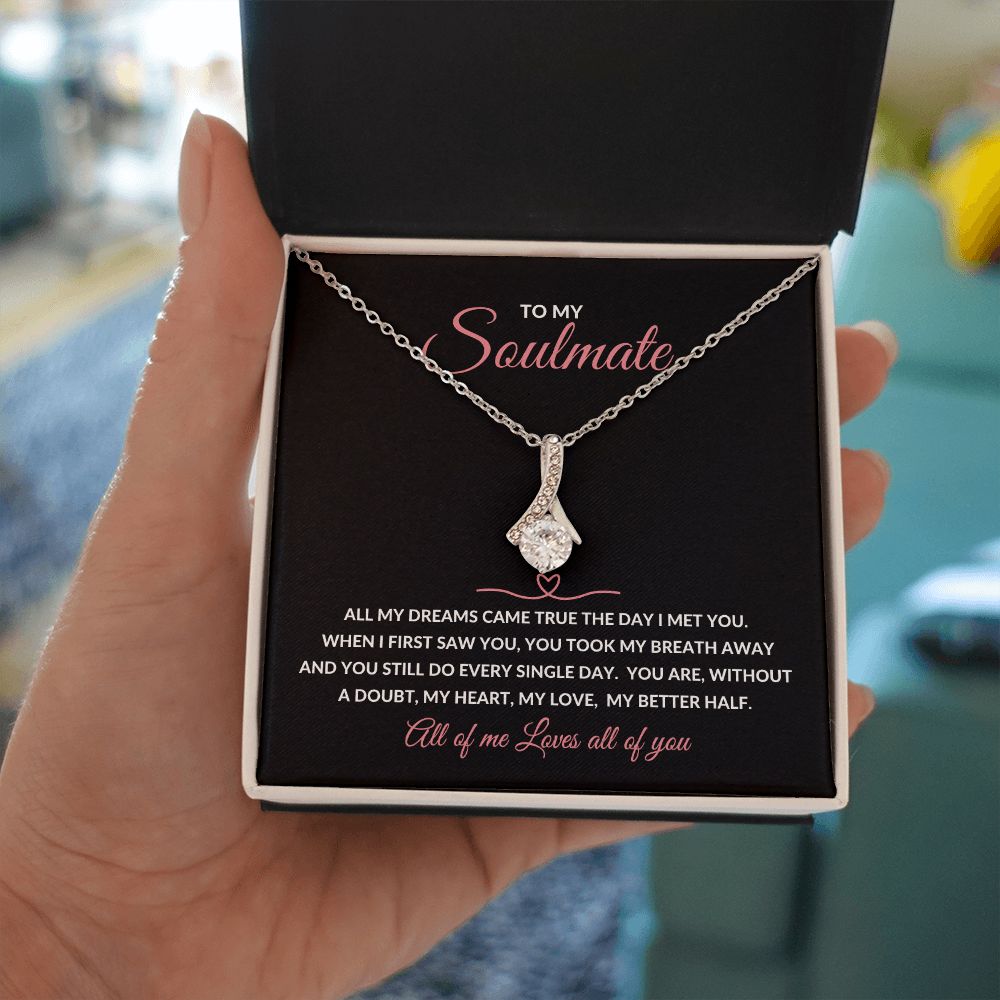 TO MY
Soulmate
ALL MY DREAMS CAME TRUE THE DAY I MET YOU.
WHEN I FIRST SAW YOU, YOU TOOK MY BREATH AWAY
AND YOU STILL DO EVERY SINGLE DAY.  YOU ARE, WITHOUT
A DOUBT, MY HEART, MY LOVE,  MY BETTER HALF.
All of me Loves all of you